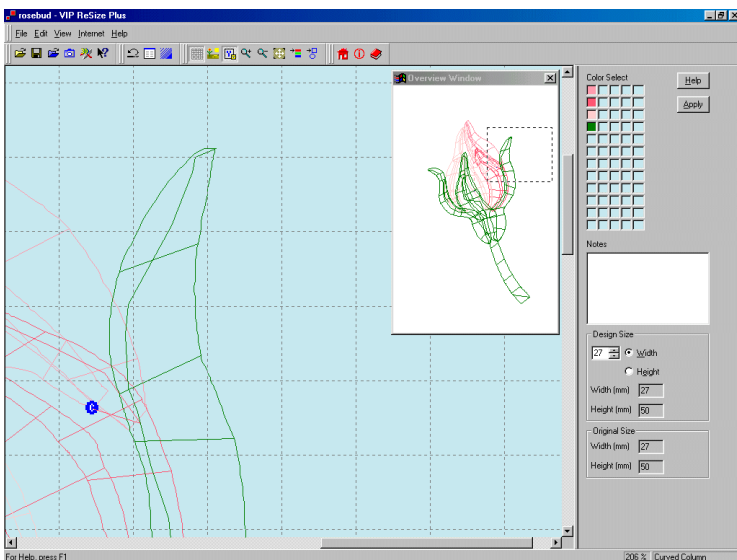 rosebud - VIP ReSize Plus
File Edit View Internet Help
Overview Window
Color Select
Help
Apply
Notes
Design Size
27
Width
Height
Width (mm) 27
Height (mm) 50
Original Size
Width (mm) 27
Height (mm) 50
C
For Help, press F1
206 % Curved Column